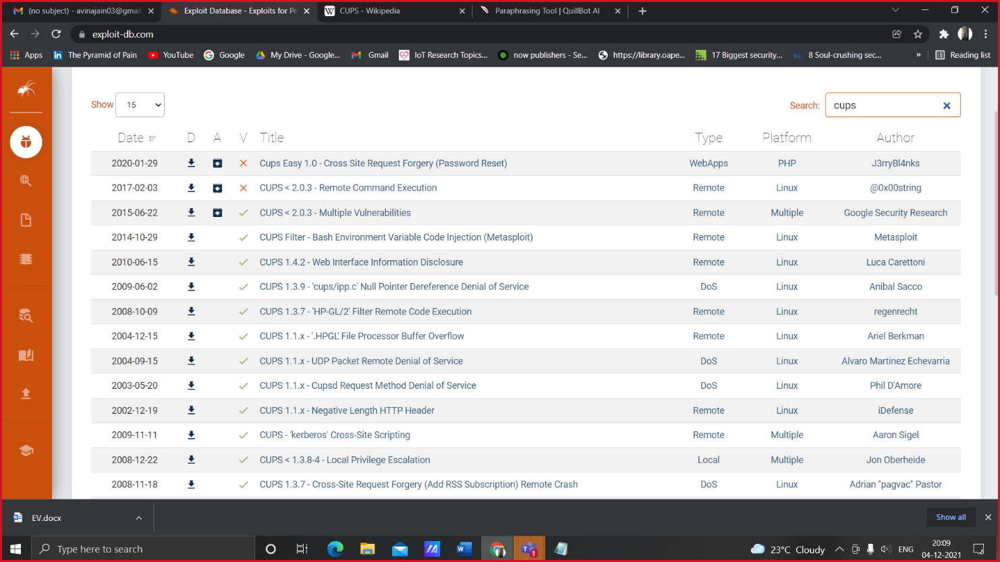 (no subject) - avinajain03@gmail
Exploit Database - Exploits for Pe
W CUPS - Wikipedia
Paraphrasing Tool | QuillBot AI
exploit-db.com
Apps
in The Pyramid of Pain
YouTube
Google
My Drive - Google...
Gmail
IoT Research Topics...
now publishers - Se...
https://library.oape...
17 Biggest security...
8 Soul-crushing sec...
»
Reading list
Show 15
Search: cups
Date D A V Title Type Platform Author
2020-01-29 Cups Easy 1.0 - Cross Site Request Forgery (Password Reset) WebApps PHP J3rryBl4nks
2017-02-03 CUPS < 2.0.3 - Remote Command Execution Remote Linux @0x00string
2015-06-22 CUPS < 2.0.3 - Multiple Vulnerabilities Remote Multiple Google Security Research
2014-10-29 CUPS Filter - Bash Environment Variable Code Injection (Metasploit) Remote Linux Metasploit
2010-06-15 CUPS 1.4.2 - Web Interface Information Disclosure Remote Linux Luca Carettoni
2009-06-02 CUPS 1.3.9 - 'cups/ipp.c' Null Pointer Dereference Denial of Service DoS Linux Anibal Sacco
2008-10-09 CUPS 1.3.7 - 'HP-GL/2' Filter Remote Code Execution Remote Linux regenrecht
2004-12-15 CUPS 1.1.x - '.HPGL' File Processor Buffer Overflow Remote Linux Ariel Berkman
2004-09-15 CUPS 1.1.x - UDP Packet Remote Denial of Service DoS Linux Alvaro Martinez Echevarria
2003-05-20 CUPS 1.1.x - Cupsd Request Method Denial of Service DoS Linux Phil D'Amore
2002-12-19 CUPS 1.1.x - Negative Length HTTP Header Remote Linux iDefense
2009-11-11 CUPS - 'kerberos' Cross-Site Scripting Remote Multiple Aaron Sigel
2008-12-22 CUPS < 1.3.8-4 - Local Privilege Escalation Local Multiple Jon Oberheide
2008-11-18 CUPS 1.3.7 - Cross-Site Request Forgery (Add RSS Subscription) Remote Crash DoS Linux Adrian "pagvac" Pastor
EV.docx
Show all
Type here to search
1
23°C Cloudy
ENG
20:09
04-12-2021